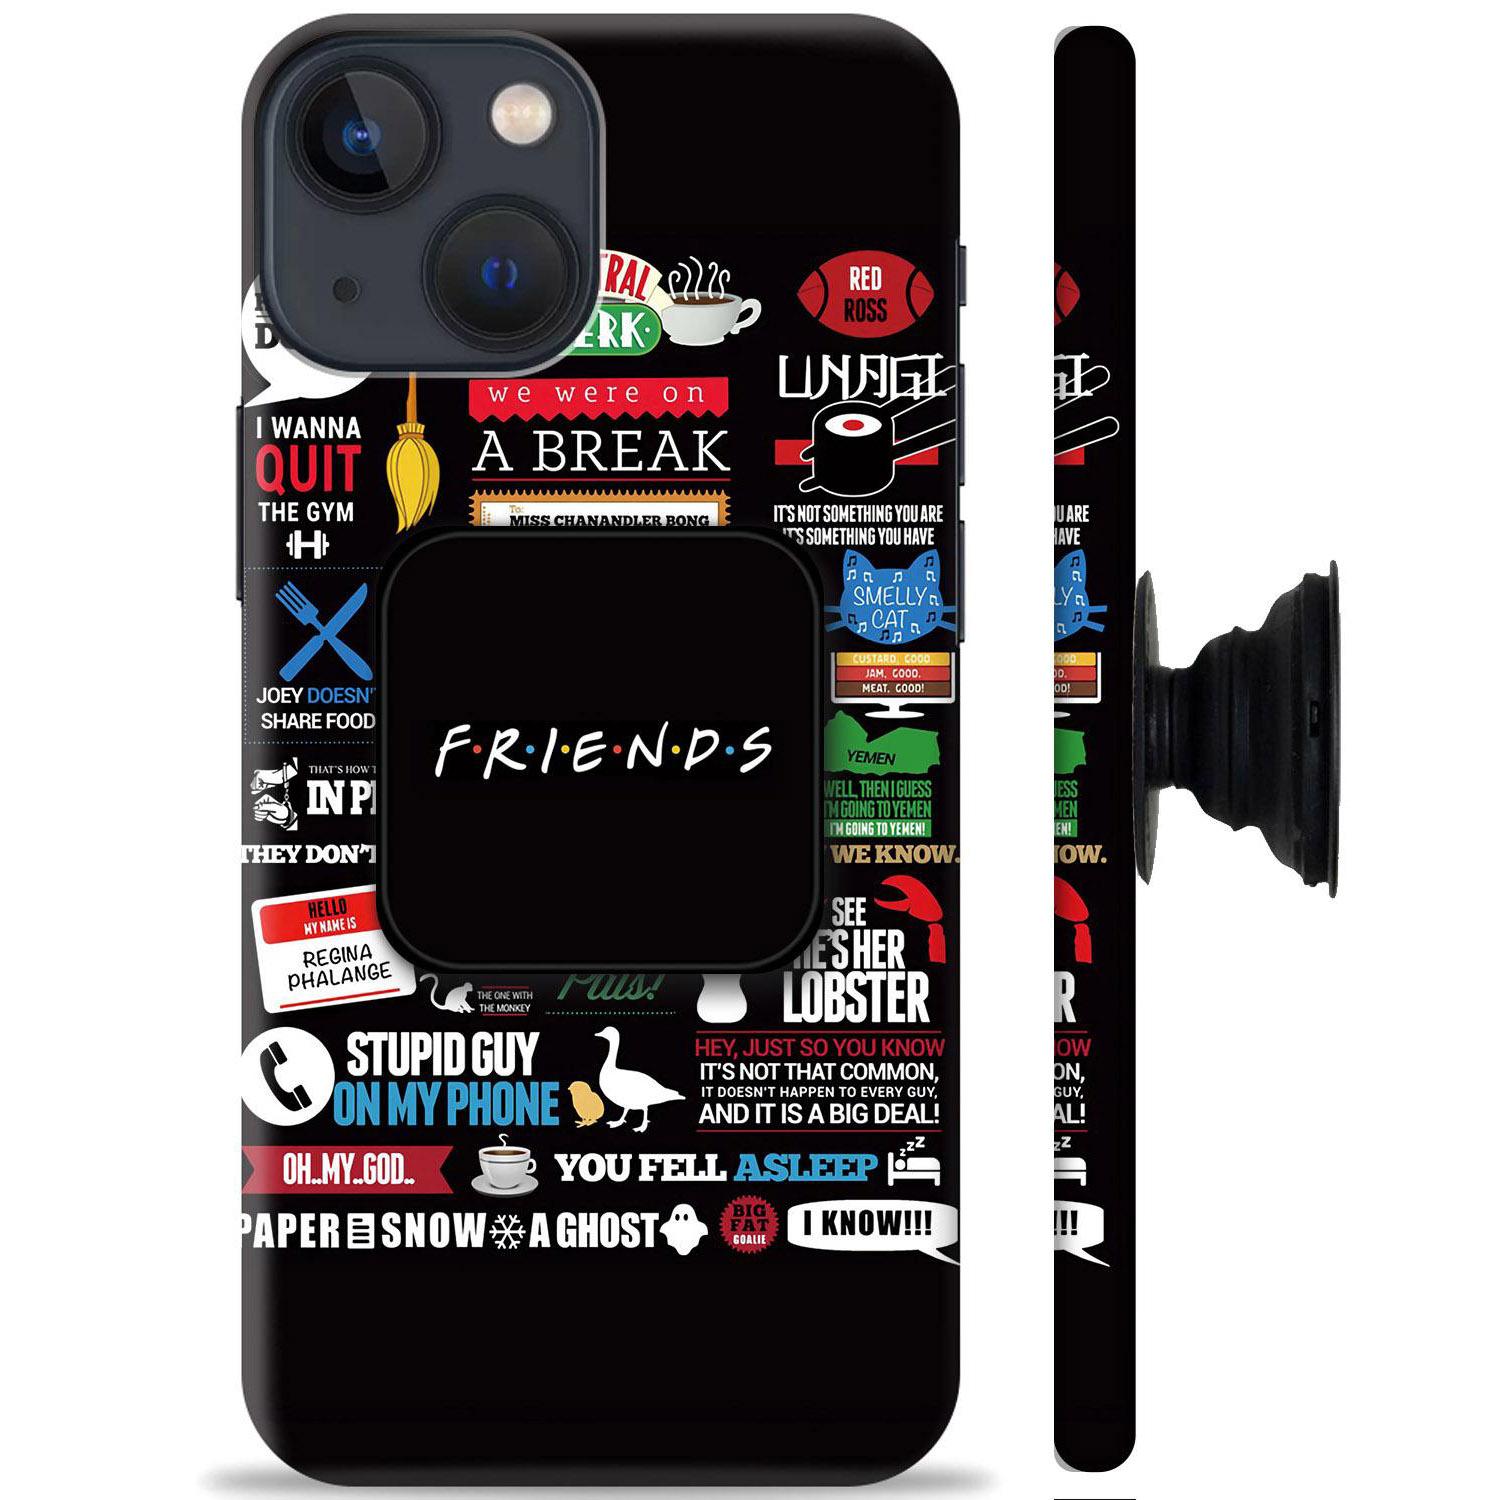 RED
ROSS
UNAGI
we were on
A BREAK
I WANNA
QUIT
THE GYM
To:
MISS CHANANDLER BONG
IT'S NOT SOMETHING YOU ARE
IT'S SOMETHING YOU HAVE
SMELLY
CAT
CUSTARD, GOOD.
JAM, GOOD.
MEAT, GOOD!
JOEY DOESN'
SHARE FOOD
F·R·I·E·N·D·S
YEMEN
WELL, THEN I GUESS
I'M GOING TO YEMEN
I'M GOING TO YEMEN!
THAT'S HOW
IN
THEY DON'T
WE KNOW.
HELLO
MY NAME IS
REGINA
PHALANGE
SEE
HE'S HER
LOBSTER
THE ONE WITH
THE MONKEY
STUPID GUY
ON MY PHONE
HEY, JUST SO YOU KNOW
IT'S NOT THAT COMMON,
IT DOESN'T HAPPEN TO EVERY GUY,
AND IT IS A BIG DEAL!
OH..MY..GOD..
YOU FELL ASLEEP
zzZ
PAPER SNOW A GHOST
BIG
FAT
GOALIE
I KNOW!!!